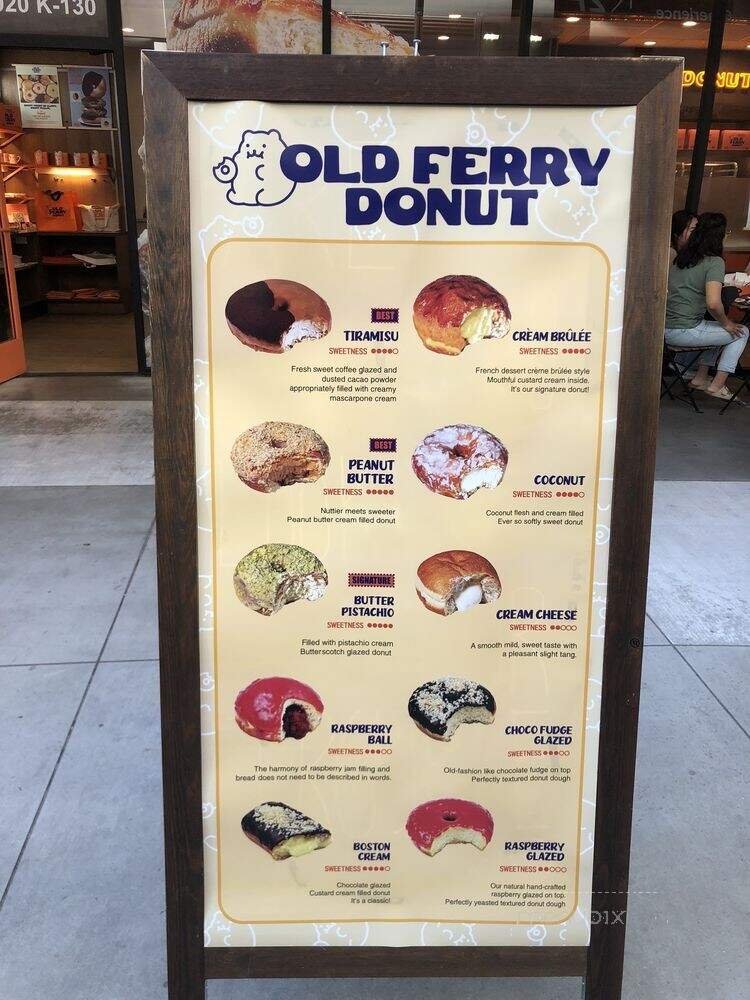 020 K-130
DONUT
OLD FERRY
DONUT
BEST
TIRAMISU
SWEETNESS
Fresh sweet coffee glazed and
dusted cacao powder
appropriately filled with creamy
mascarpone cream
CRÈAM BRÛLÉE
SWEETNESS
French dessert crème brûlée style
Mouthful custard cream inside.
It's our signature donut!
BEST
PEANUT
BUTTER
SWEETNESS
Nuttier meets sweeter
Peanut butter cream filled donut
COCONUT
SWEETNESS
Coconut flesh and cream filled
Ever so softly sweet donut
SIGNATURE
BUTTER
PISTACHIO
SWEETNESS
Filled with pistachio cream
Butterscotch glazed donut
CREAM CHEESE
SWEETNESS
A smooth mild, sweet taste with
a pleasant slight tang.
RASPBERRY
BALL
SWEETNESS
The harmony of raspberry jam filling and
bread does not need to be described in words.
CHOCO FUDGE
GLAZED
SWEETNESS
Old-fashion like chocolate fudge on top
Perfectly textured donut dough
BOSTON
CREAM
SWEETNESS
Chocolate glazed
Custard cream filled donut
It's a classic!
RASPBERRY
GLAZED
SWEETNESS
Our natural hand-crafted
raspberry glazed on top.
Perfectly yeasted textured donut dough